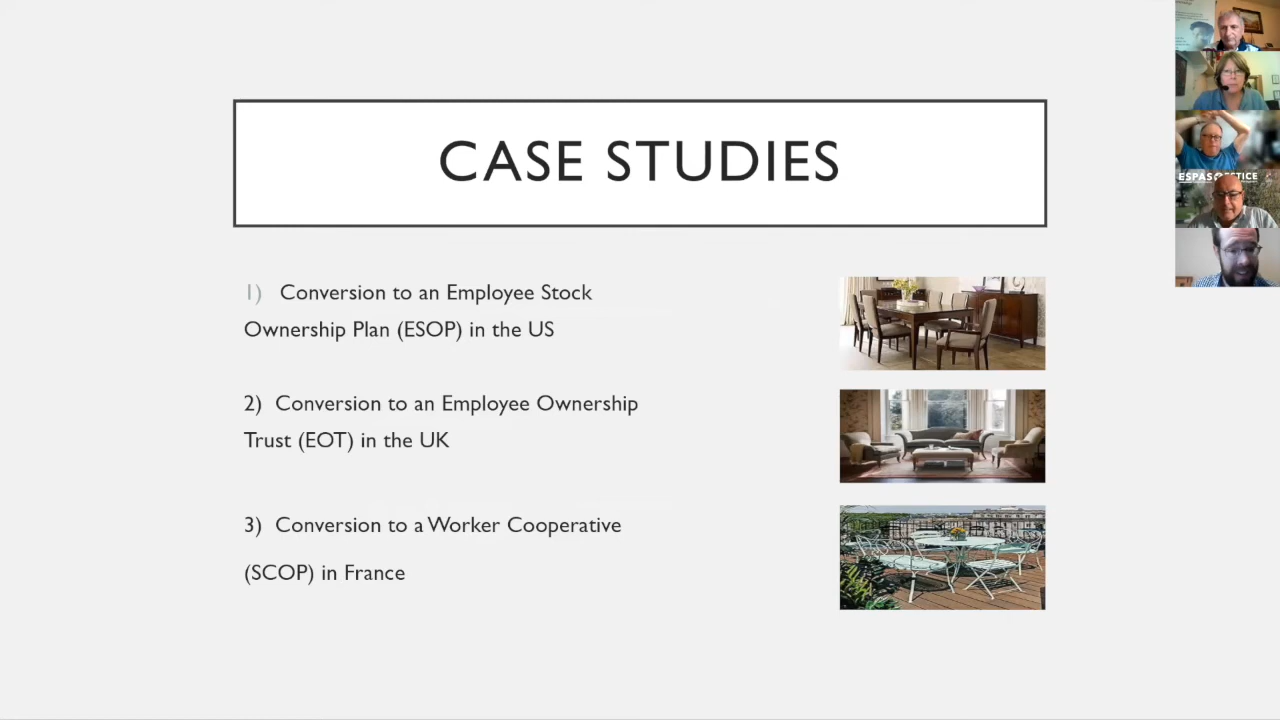 CASE STUDIES
1) Conversion to an Employee Stock
Ownership Plan (ESOP) in the US
2) Conversion to an Employee Ownership
Trust (EOT) in the UK
3) Conversion to a Worker Cooperative
(SCOP) in France